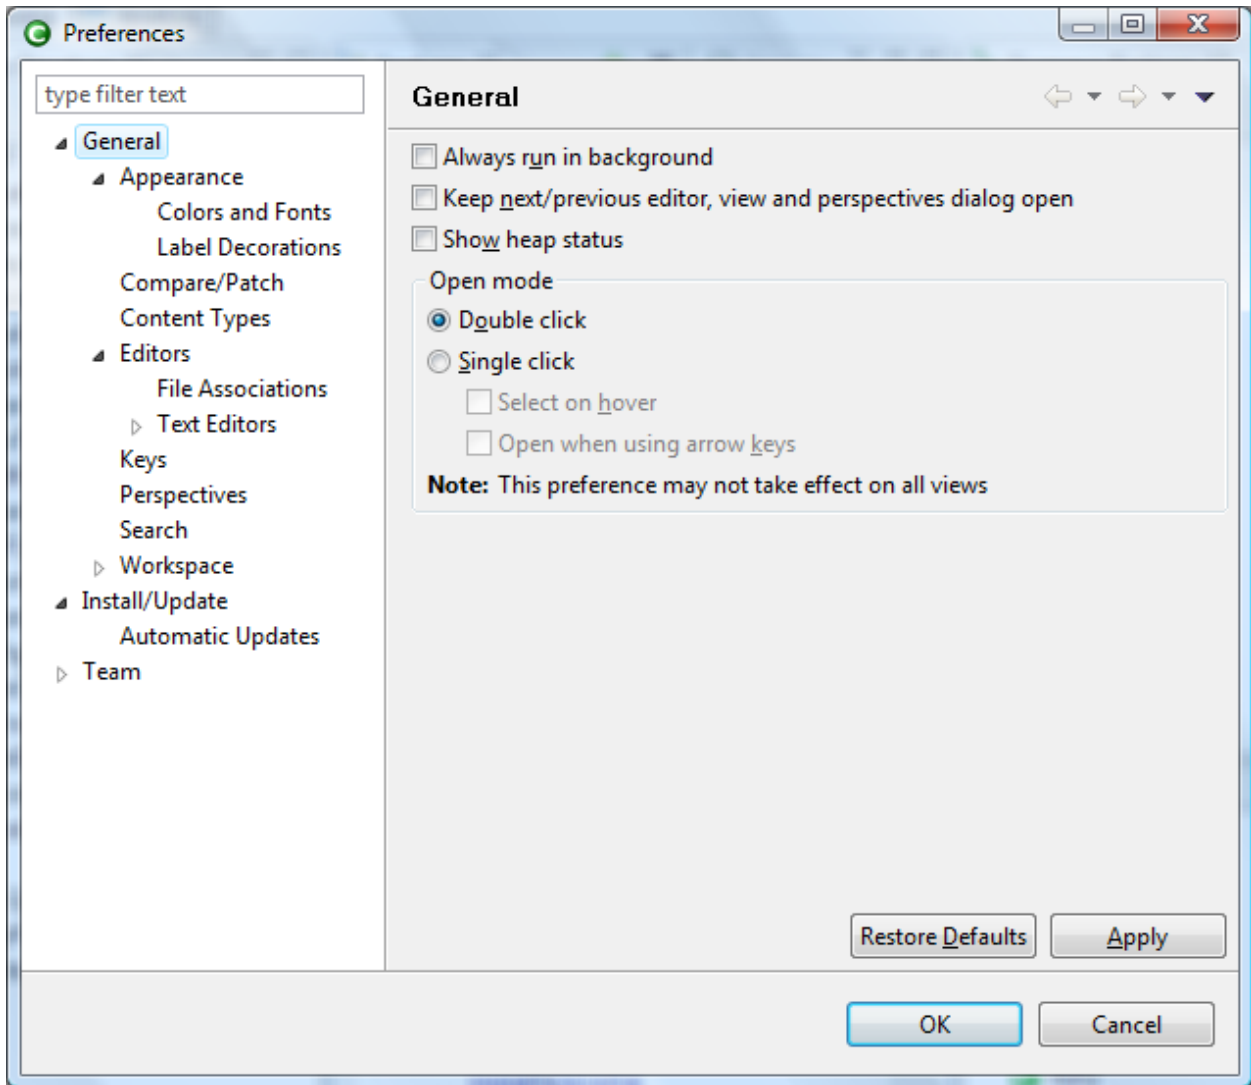 Preferences
type filter text
General
Appearance
Colors and Fonts
Label Decorations
Compare/Patch
Content Types
Editors
File Associations
Text Editors
Keys
Perspectives
Search
Workspace
Install/Update
Automatic Updates
Team
General
Always run in background
Keep next/previous editor, view and perspectives dialog open
Show heap status
Open mode
Double click
Single click
Select on hover
Open when using arrow keys
Note: This preference may not take effect on all views
Restore Defaults
Apply
OK
Cancel